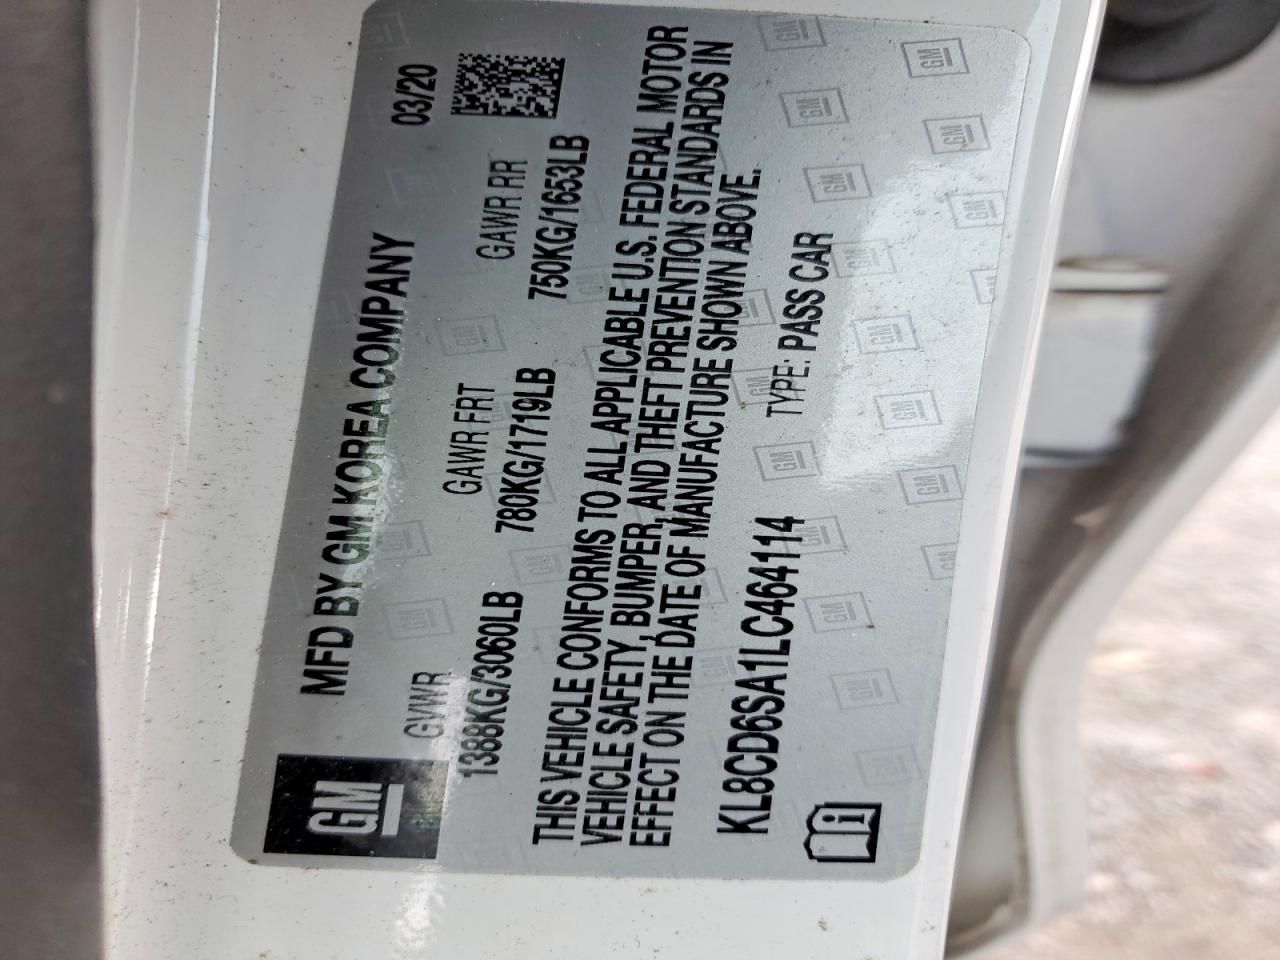 GM
MFD BY GM KOREA COMPANY 03/20
GVWR GAWR FRT GAWR RR
1388KG/3060LB 780KG/1719LB 750KG/1653LB
THIS VEHICLE CONFORMS TO ALL APPLICABLE U.S. FEDERAL MOTOR
VEHICLE SAFETY, BUMPER, AND THEFT PREVENTION STANDARDS IN
EFFECT ON THE DATE OF MANUFACTURE SHOWN ABOVE.
KL8CD6SA1LC464114 TYPE: PASS CAR